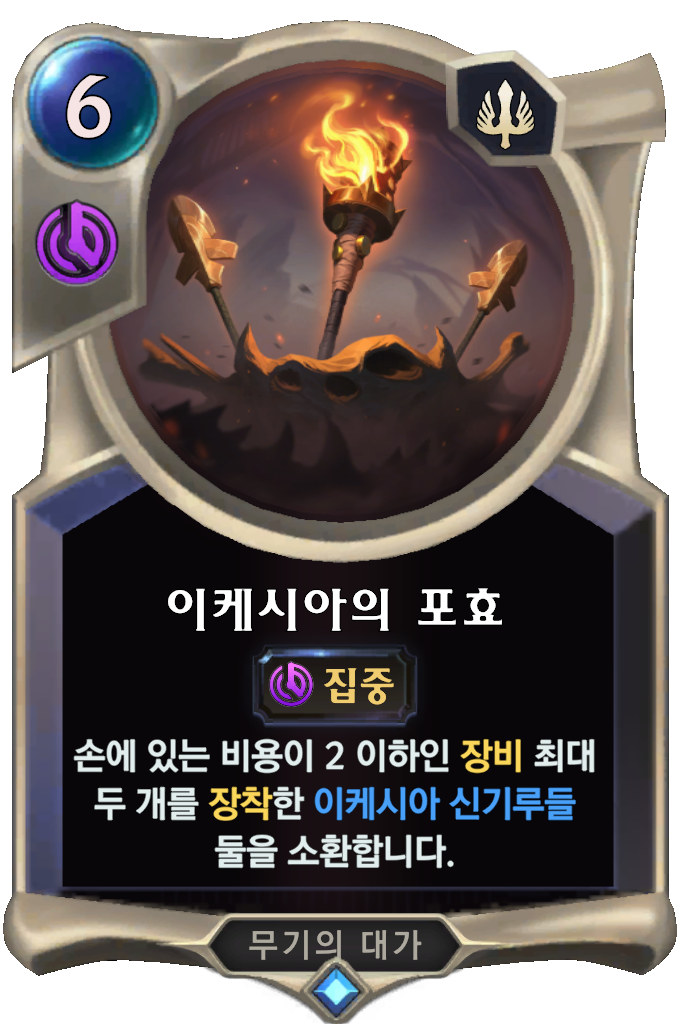 6
이케시아의 포효
집중
손에 있는 비용이 2 이하인 장비 최대
두 개를 장착한 이케시아 신기루들
둘을 소환합니다.
무기의 대가